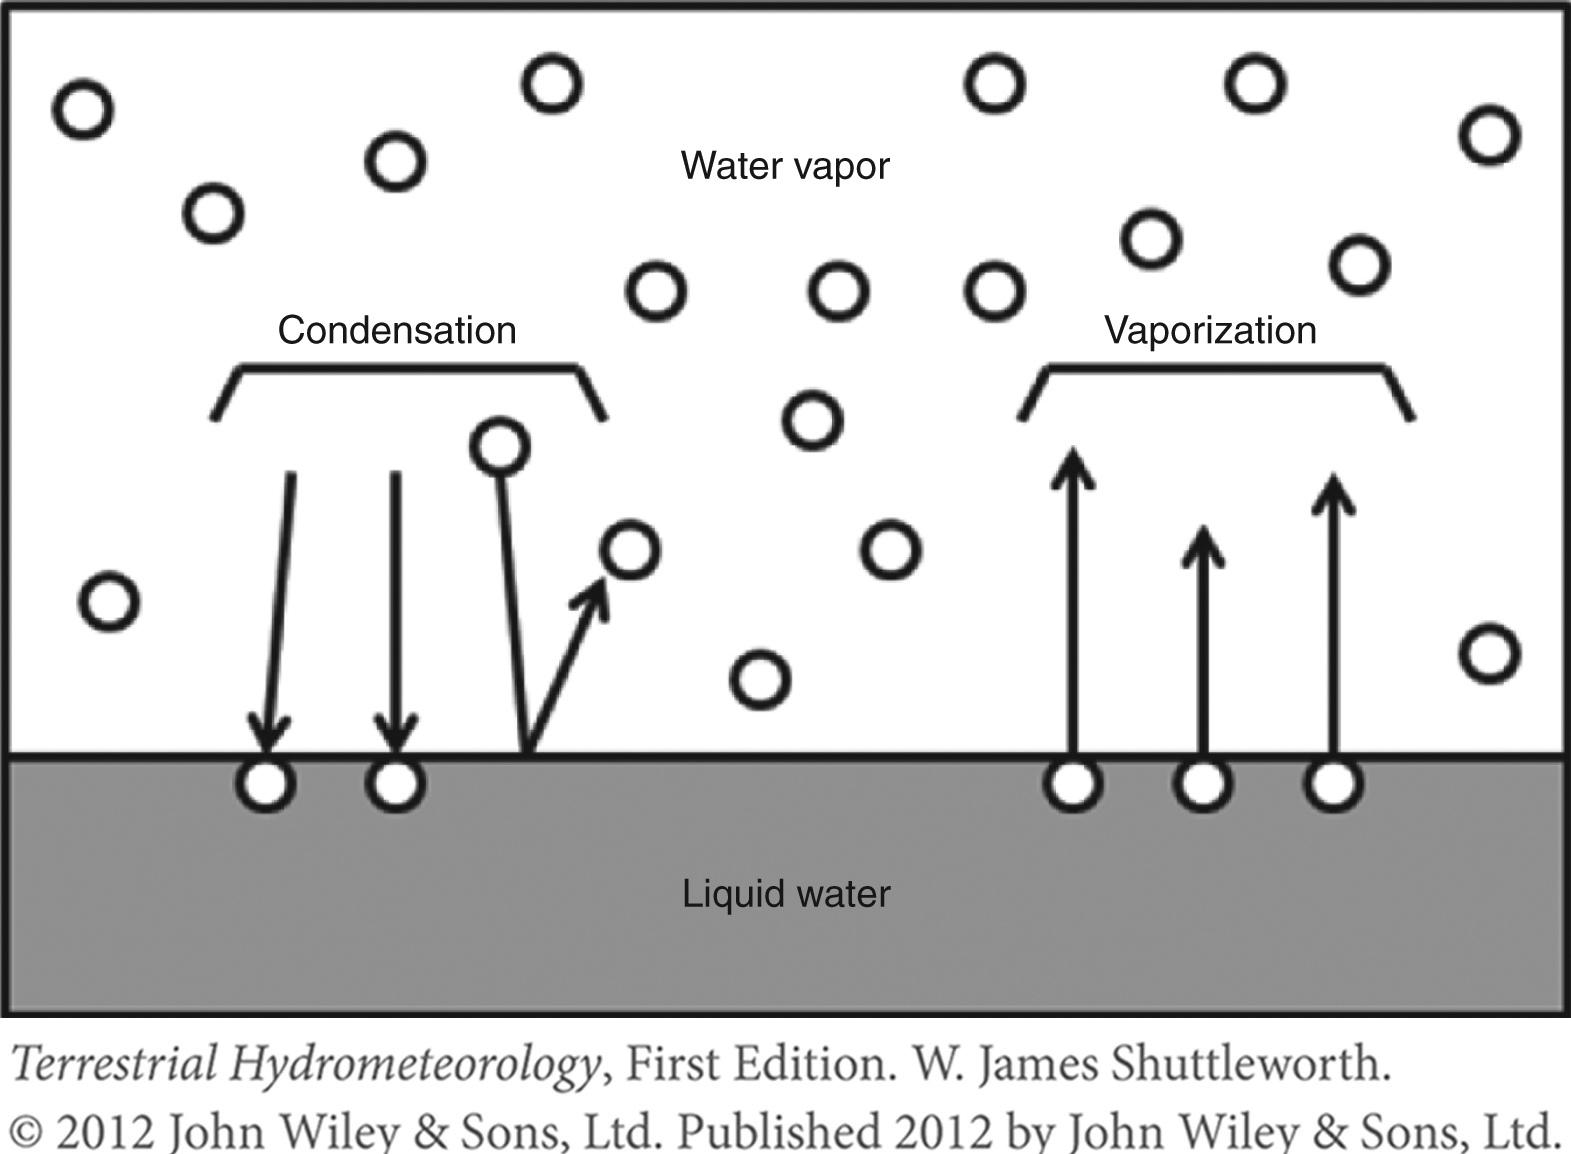 Water vapor
Condensation
Vaporization
Liquid water
Terrestrial Hydrometeorology, First Edition. W. James Shuttleworth.
© 2012 John Wiley & Sons, Ltd. Published 2012 by John Wiley & Sons, Ltd.